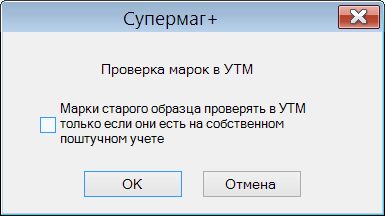 Супермаг+
Проверка марок в УТМ
Марки старого образца проверять в УТМ
только если они есть на собственном
поштучном учете
OK
Отмена